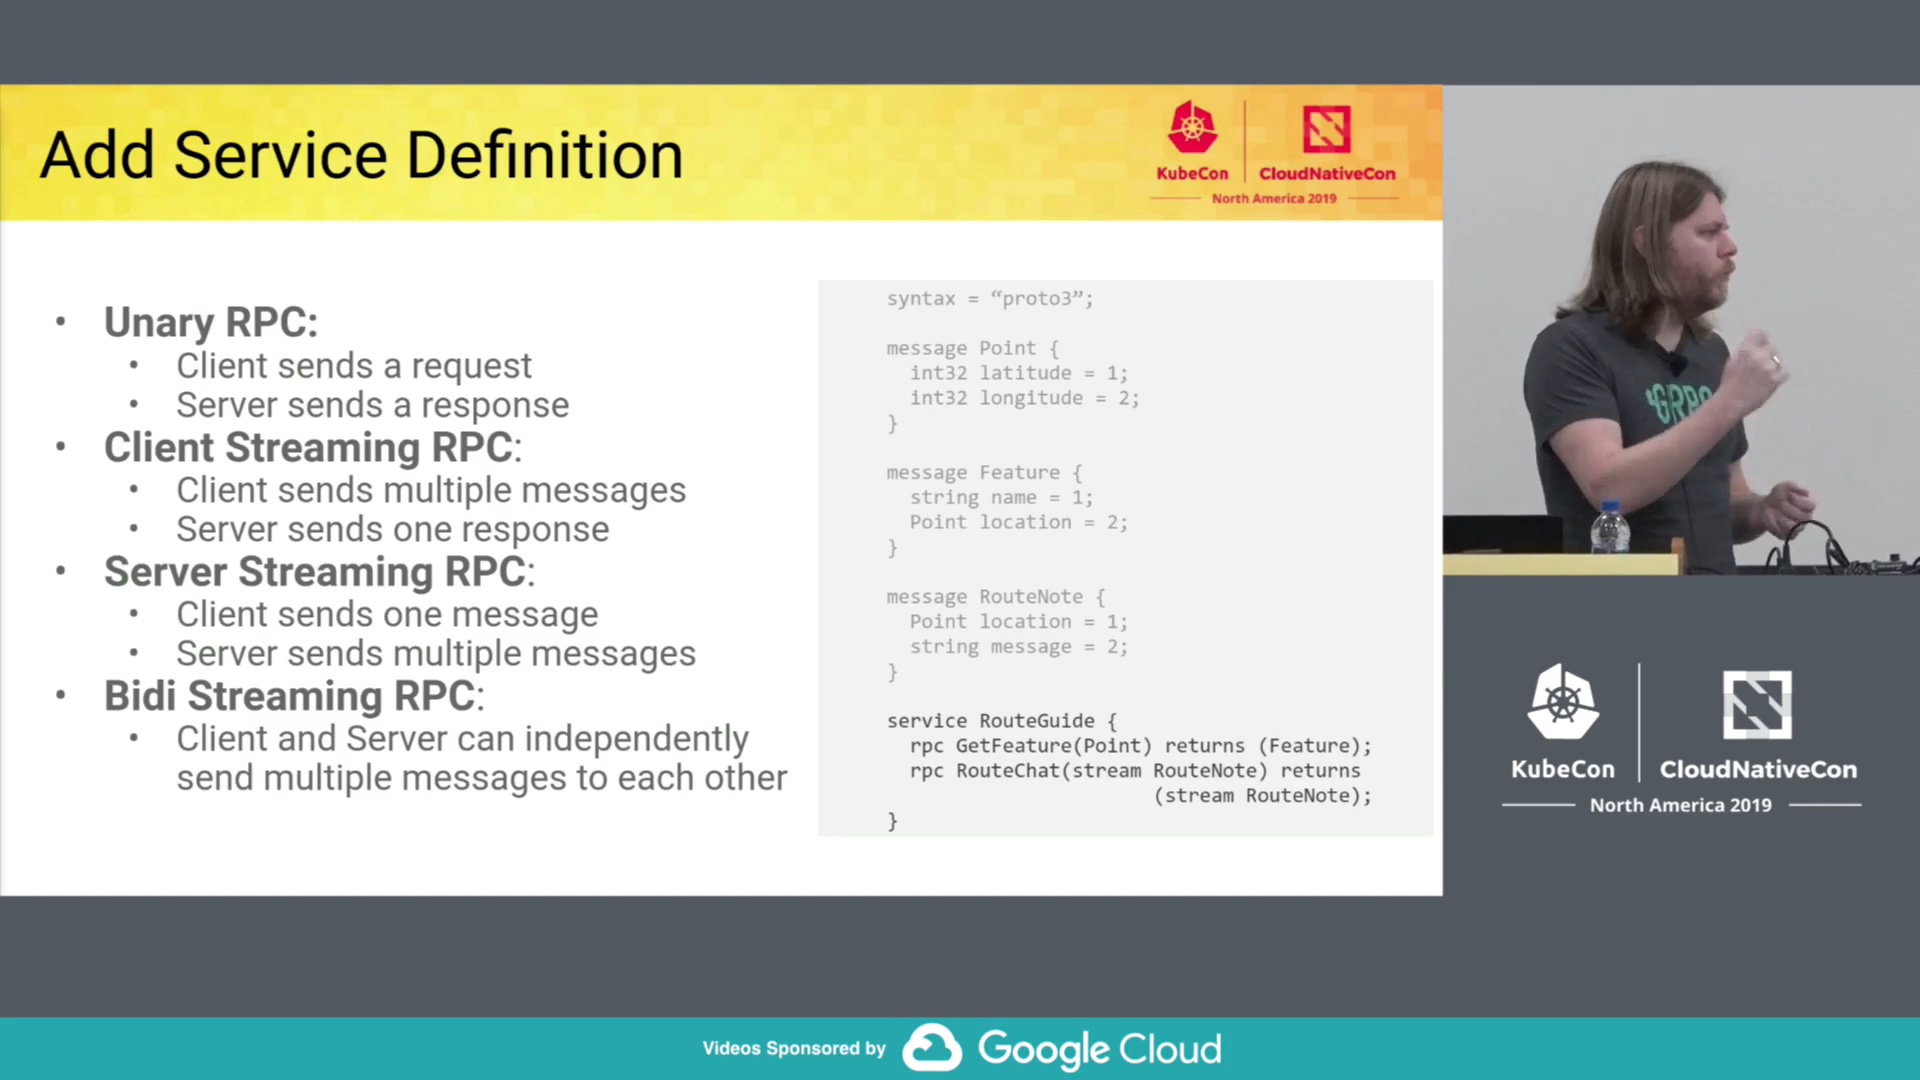 Add Service Definition
KubeCon
CloudNativeCon
North America 2019
• Unary RPC:
• Client sends a request
• Server sends a response
• Client Streaming RPC:
• Client sends multiple messages
• Server sends one response
• Server Streaming RPC:
• Client sends one message
• Server sends multiple messages
• Bidi Streaming RPC:
• Client and Server can independently
send multiple messages to each other
syntax = “proto3”;
message Point {
int32 latitude = 1;
int32 longitude = 2;
}
message Feature {
string name = 1;
Point location = 2;
}
message RouteNote {
Point location = 1;
string message = 2;
}
service RouteGuide {
rpc GetFeature(Point) returns (Feature);
rpc RouteChat(stream RouteNote) returns
(stream RouteNote);
}
GRPC
KubeCon
CloudNativeCon
North America 2019
Videos Sponsored by
Google Cloud